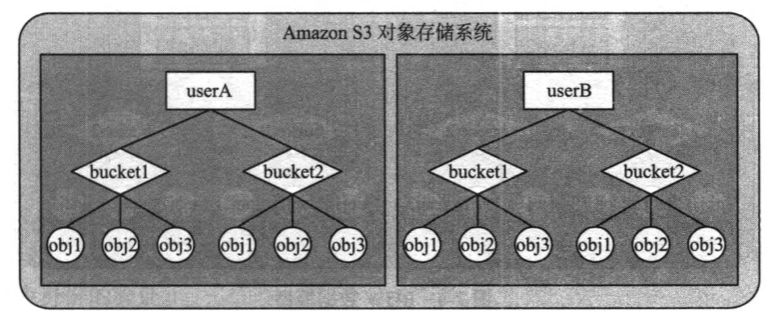 Amazon S3 对象存储系统
userA userB
bucket1 bucket2 bucket1 bucket2
obj1 obj2 obj3 obj1 obj2 obj3 obj1 obj2 obj3 obj1 obj2 obj3